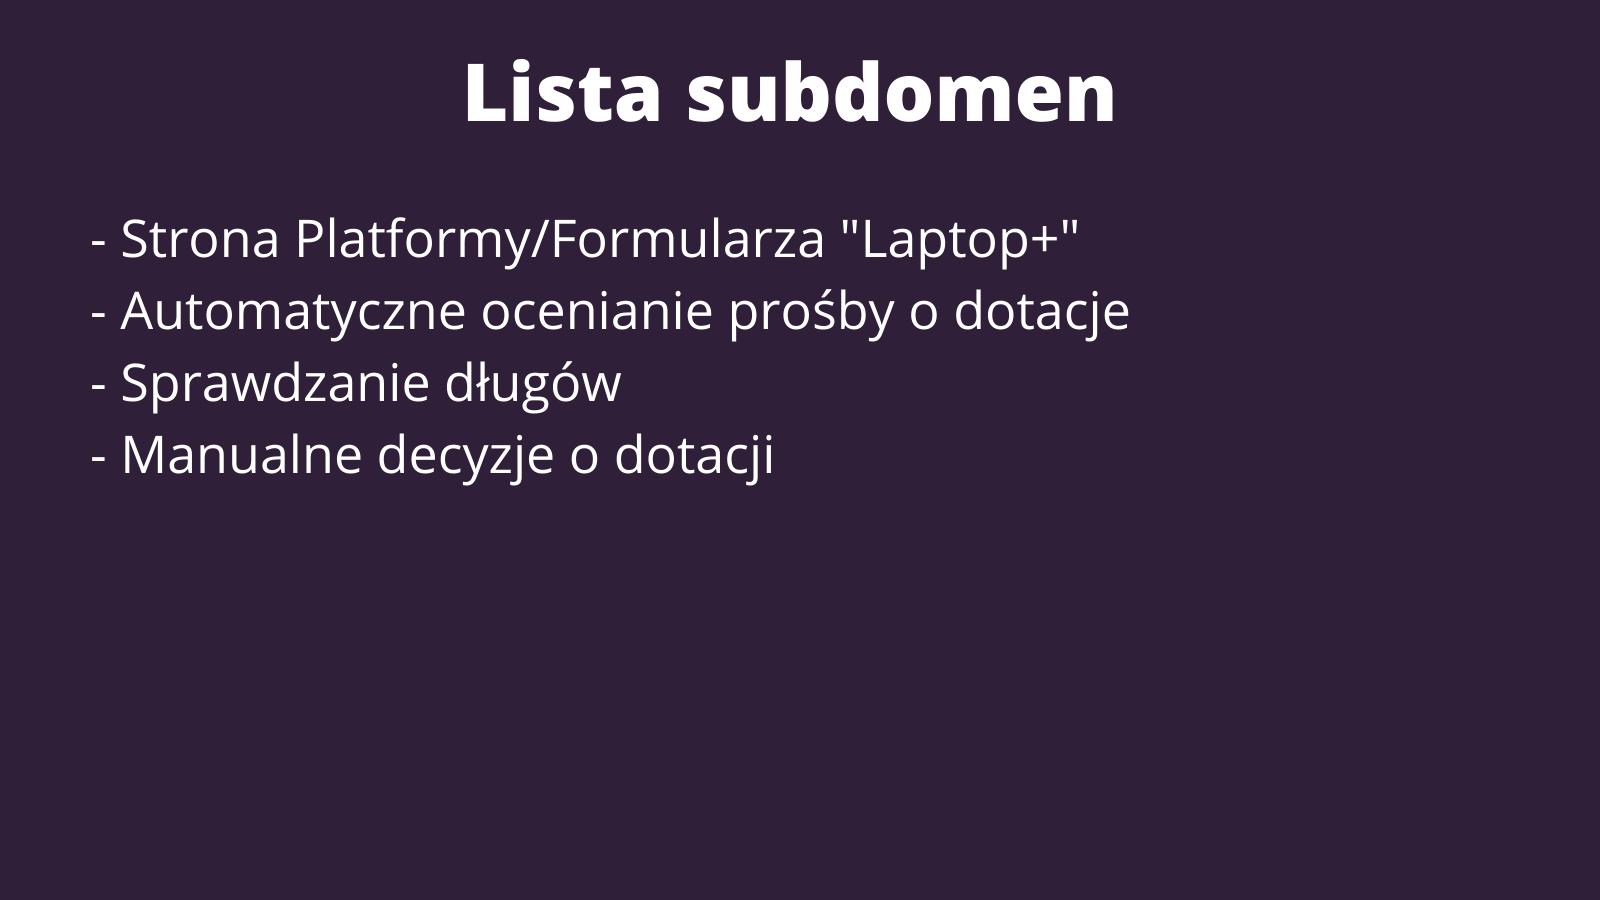 Lista subdomen
- Strona Platformy/Formularza "Laptop+"
- Automatyczne ocenianie prośby o dotacje
- Sprawdzanie długów
- Manualne decyzje o dotacji